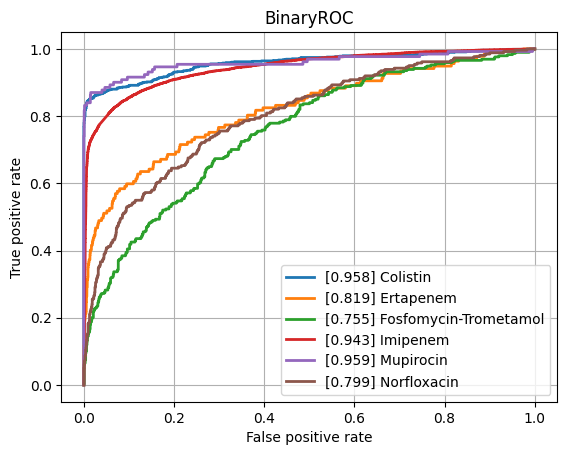 BinaryROC
True positive rate
1.0
0.8
0.6
0.4
0.2
0.0
[0.958] Colistin
[0.819] Ertapenem
[0.755] Fosfomycin-Trometamol
[0.943] Imipenem
[0.959] Mupirocin
[0.799] Norfloxacin
0.0 0.2 0.4 0.6 0.8 1.0
False positive rate